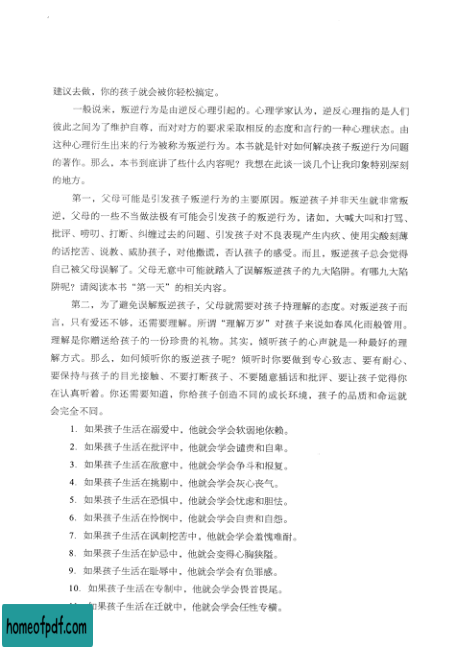 建议去做，你的孩子就会被你轻松搞定。
一般说来，叛逆行为是由逆反心理引起的。心理学家认为，逆反心理指的是人们
彼此之间为了维护自尊，而对对方的要求采取相反的态度和言行的一种心理状态。由
这种心理衍生出来的行为被称为叛逆行为。本书就是针对如何解决孩子叛逆行为问题
的著作。那么，本书到底讲了些什么内容呢？我想在此谈一谈几个让我印象特别深刻
的地方。
第一，父母可能是引发孩子叛逆行为的主要原因。叛逆孩子并非天生就非常叛
逆，父母的一些不当做法极有可能会引发孩子的叛逆行为，诸如，大喊大叫和打骂、
批评、唠叨、打断、纠缠过去的问题、引发孩子对不良表现产生内疚、使用尖酸刻薄
的话挖苦、说教、威胁孩子，对他撒谎，否认孩子的感受。而且，叛逆孩子总会觉得
自己被父母误解了。父母无意中可能就踏入了误解叛逆孩子的九大陷阱。有哪九大陷
阱呢？请阅读本书“第一天”的相关内容。
第二，为了避免误解叛逆孩子，父母就需要对孩子持理解的态度。对叛逆孩子而
言，只有爱还不够，还需要理解。所谓“理解万岁”对孩子来说如春风化雨般管用。
理解是你赠送给孩子的一份珍贵的礼物。其实，倾听孩子的心声就是一种最好的理
解方式。那么，如何倾听你的叛逆孩子呢？倾听时你要做到专心致志、要有耐心、
要保持与孩子的目光接触、不要打断孩子、不要随意插话和批评、要让孩子觉得你
在认真听着。你还需要知道，你给孩子创造不同的成长环境，孩子的品质和命运就
会完全不同。
1. 如果孩子生活在溺爱中，他就会学会软弱地依赖。
2. 如果孩子生活在批评中，他就会学会谴责和自卑。
3. 如果孩子生活在敌意中，他就会学会争斗和报复。
4. 如果孩子生活在挑剔中，他就会学会灰心丧气。
5. 如果孩子生活在恐惧中，他就会学会忧虑和胆怯。
6. 如果孩子生活在怜悯中，他就会学会自责和自怨。
7. 如果孩子生活在讽刺挖苦中，他就会学会羞愧难耐。
8. 如果孩子生活在妒忌中，他就会变得心胸狭隘。
9. 如果孩子生活在耻辱中，他就会学会有负罪感。
10. 如果孩子生活在专制中，他就会学会畏首畏尾。
如果孩子生活在迁就中，他就会学会任性专横。
homeofpdf.com